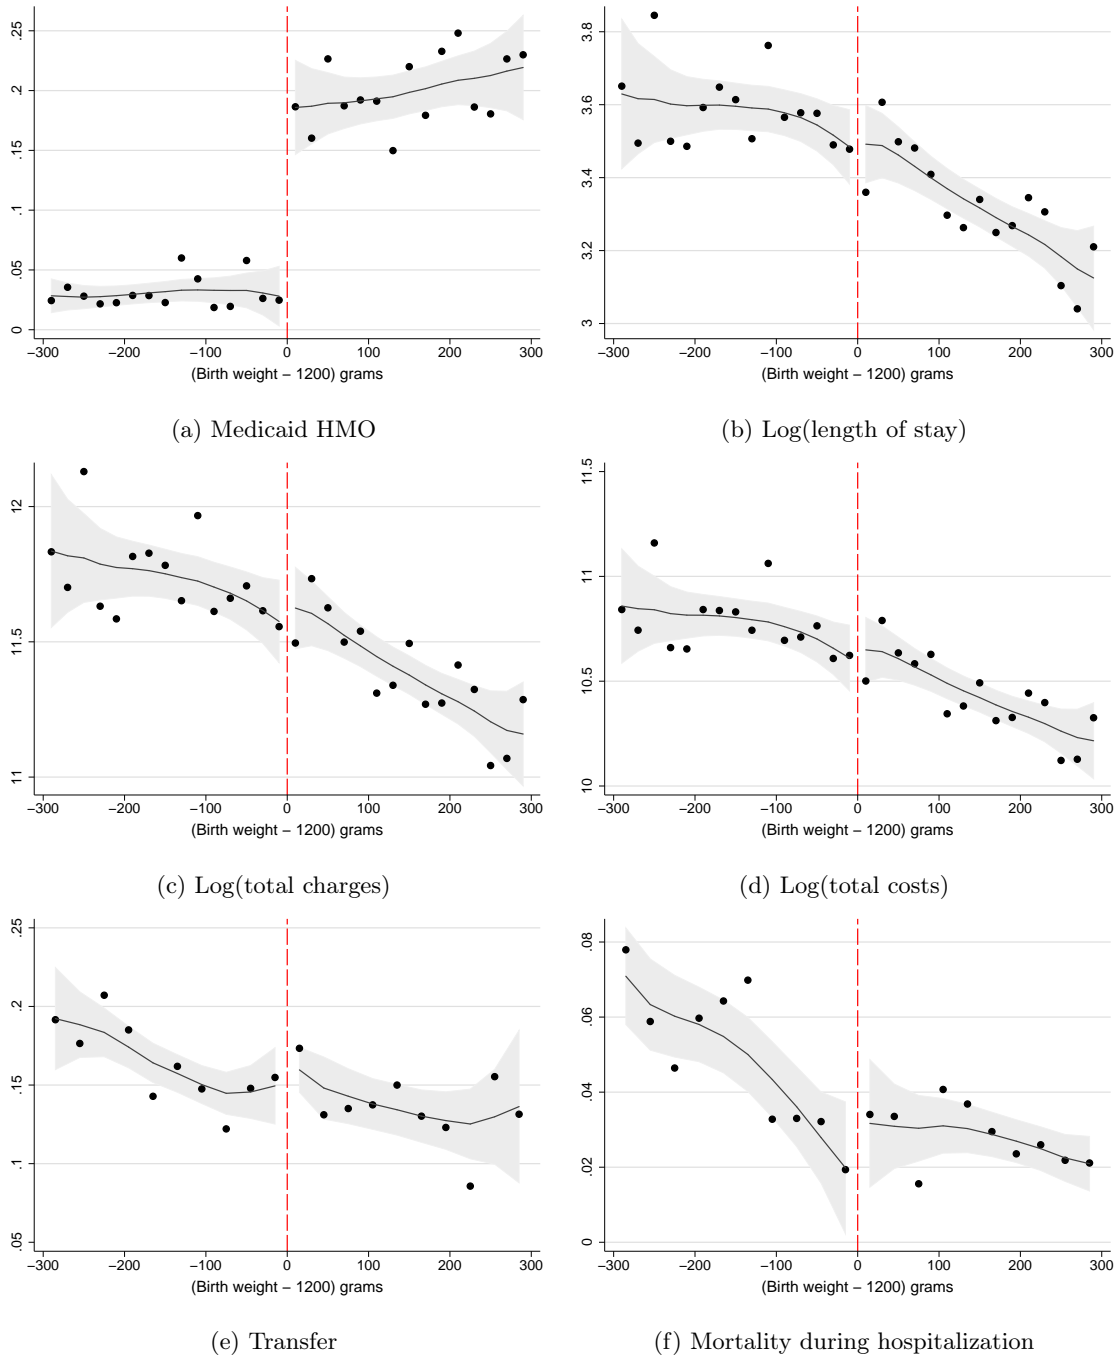 .25
.2
.15
.1
.05
0
−300 −200 −100 0 100 200 300
(Birth weight − 1200) grams
(a) Medicaid HMO
3.8
3.6
3.4
3.2
3
−300 −200 −100 0 100 200 300
(Birth weight − 1200) grams
(b) Log(length of stay)
12
11.5
11
−300 −200 −100 0 100 200 300
(Birth weight − 1200) grams
(c) Log(total charges)
11.5
11
10.5
10
−300 −200 −100 0 100 200 300
(Birth weight − 1200) grams
(d) Log(total costs)
.25
.2
.15
.1
.05
−300 −200 −100 0 100 200 300
(Birth weight − 1200) grams
(e) Transfer
.08
.06
.04
.02
0
−300 −200 −100 0 100 200 300
(Birth weight − 1200) grams
(f) Mortality during hospitalization